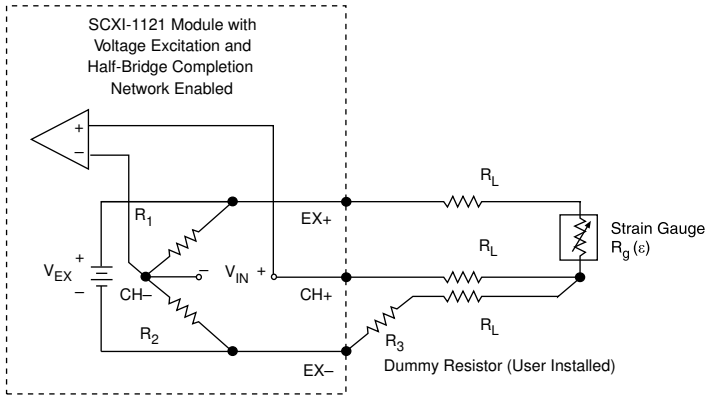 SCXI-1121 Module with
Voltage Excitation and
Half-Bridge Completion
Network Enabled
+
–
R1
EX+
RL
Strain Gauge
Rg (ε)
VEX
+
–
CH–
–
VIN +
CH+
RL
R2
R3
RL
EX–
Dummy Resistor (User Installed)